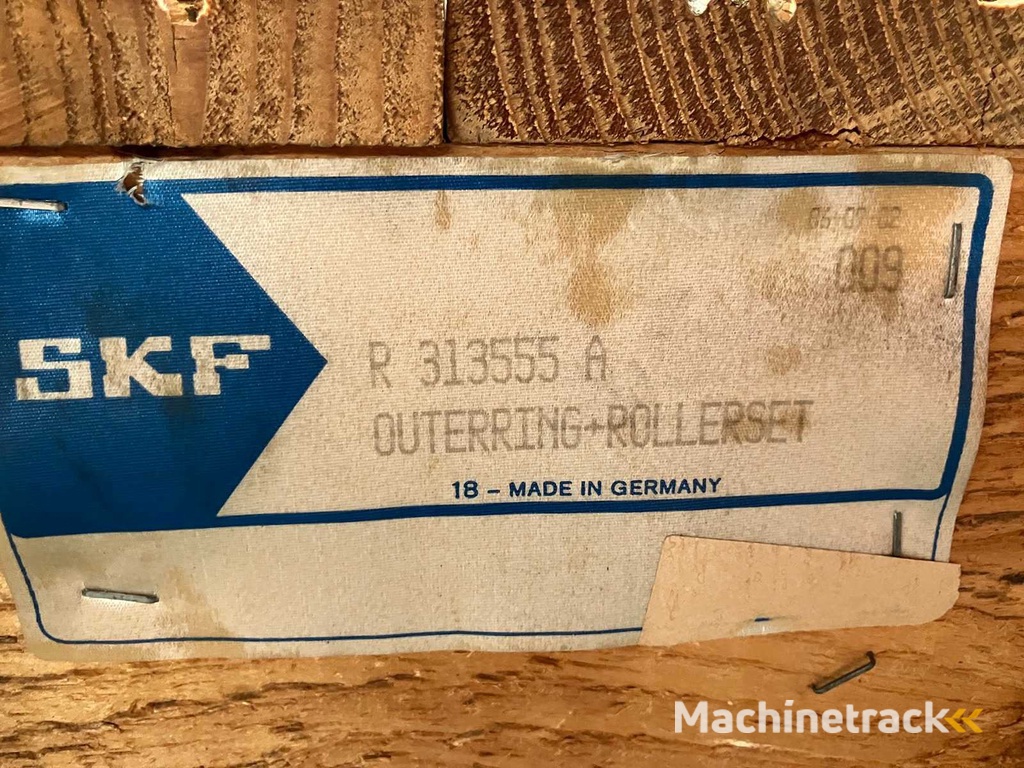 009
SKF
R 313555 A
OUTERRING+ROLLERSET
18 - MADE IN GERMANY
Machinetrack